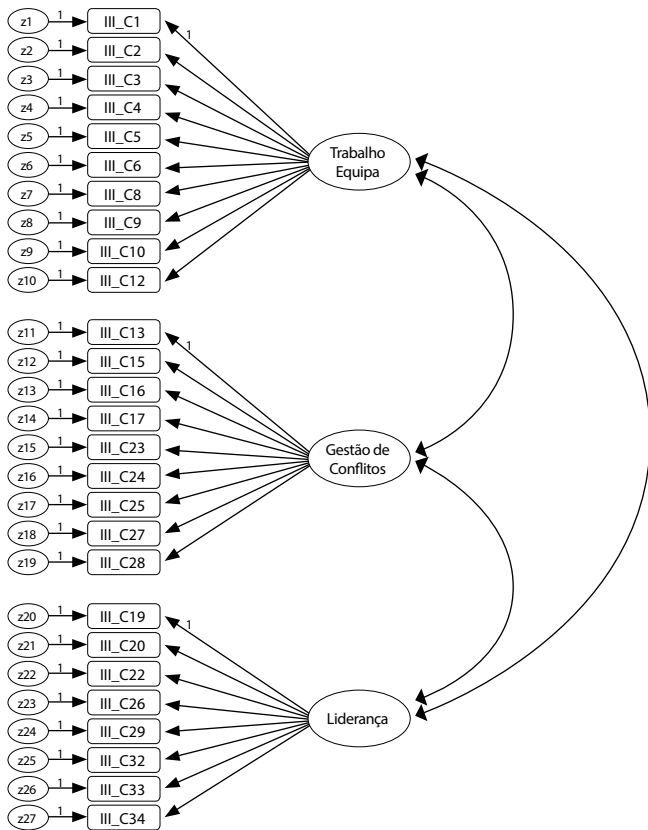 z1 1 III_C1 1
z2 1 III_C2
z3 1 III_C3
z4 1 III_C4
z5 1 III_C5
z6 1 III_C6
z7 1 III_C8
z8 1 III_C9
z9 1 III_C10
z10 1 III_C12
Trabalho
Equipa
z11 1 III_C13 1
z12 1 III_C15
z13 1 III_C16
z14 1 III_C17
z15 1 III_C23
z16 1 III_C24
z17 1 III_C25
z18 1 III_C27
z19 1 III_C28
Gestão de
Conflitos
z20 1 III_C19 1
z21 1 III_C20
z22 1 III_C22
z23 1 III_C26
z24 1 III_C29
z25 1 III_C32
z26 1 III_C33
z27 1 III_C34
Liderança